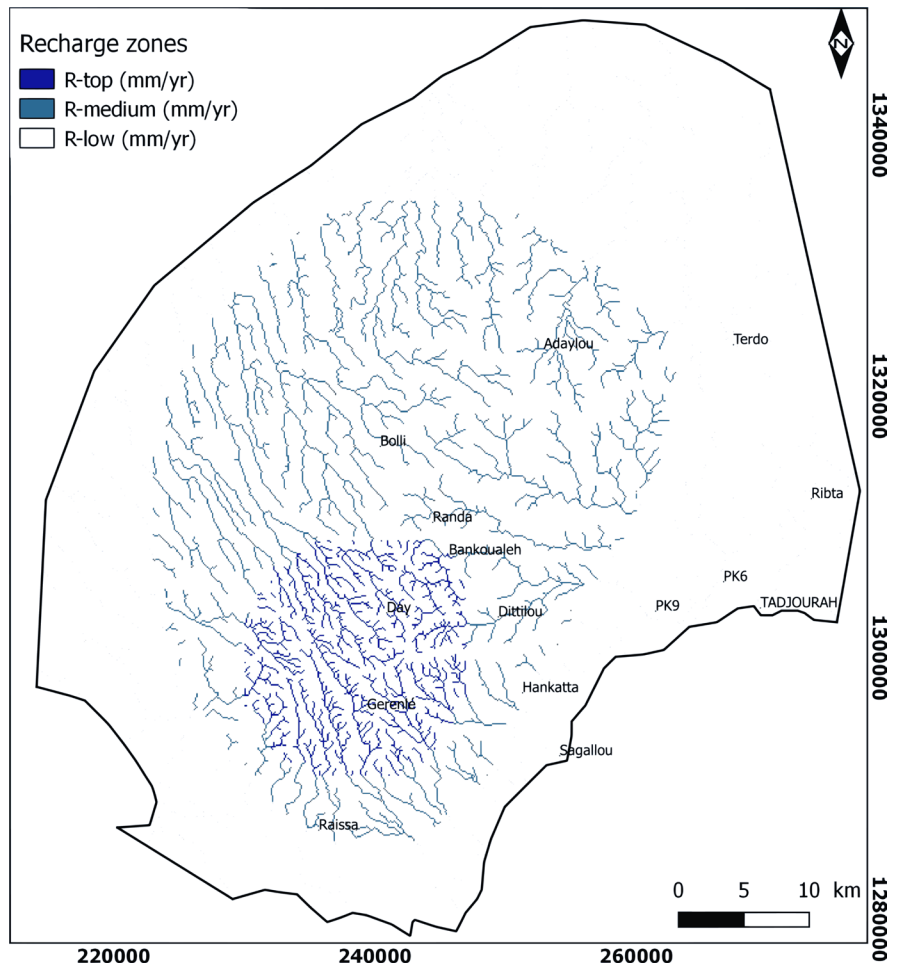 Recharge zones
R-top (mm/yr)
R-medium (mm/yr)
R-low (mm/yr)
N
1340000
Adaylou
Terdo
1320000
Bolli
Ribta
Randa
Bankoualeh
PK6
Day
Dittilou
PK9
TADJOURAH
1300000
Hankatta
Gerenle
Sagallou
Raissa
0 5 10 km
1280000
220000 240000 260000